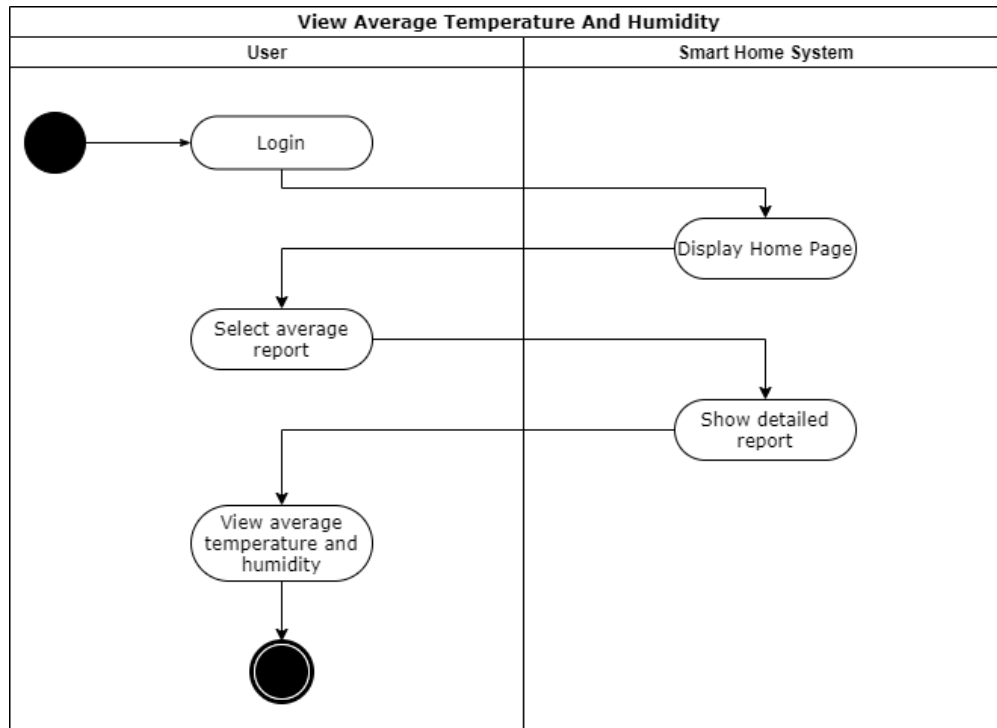 View Average Temperature And Humidity
User
Smart Home System
Login
Display Home Page
Select average
report
Show detailed
report
View average
temperature and
humidity